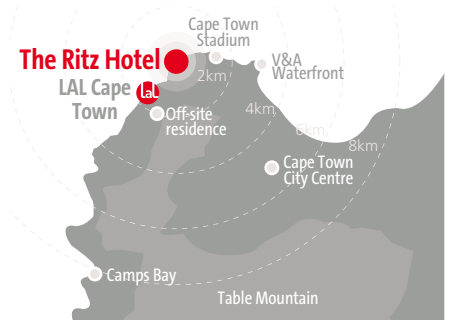 Cape Town
Stadium
The Ritz Hotel
V&A
Waterfront
2km
LAL Cape
Town
LaL
4km
Off-site
residence
6km
8km
Cape Town
City Centre
Camps Bay
Table Mountain